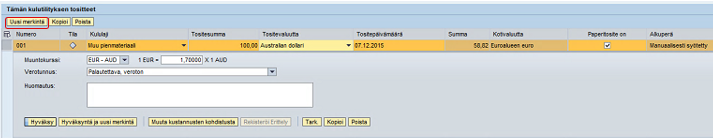 Tämän kulutilityksen tositteet
Uusi merkintä Kopioi Poista
Numero Tila Kululaji Tositesumma Tositevaluutta Tositepäivämäärä Summa Kotivaluutta Paperitosite on Alkuperä
001 Muu pienmateriaali 100,00 Australian dollari 07.12.2015 58,82 Euroalueen euro Manuaalisesti syötetty
Muuntokurssi: EUR - AUD 1 EUR = 1,70000 X 1 AUD
Verotunnus: Palautettava, veroton
Huomautus:
Hyväksy Hyväksyntä ja uusi merkintä Muuta kustannusten kohdistusta Rekisteröi Erittely Tark. Kopioi Poista